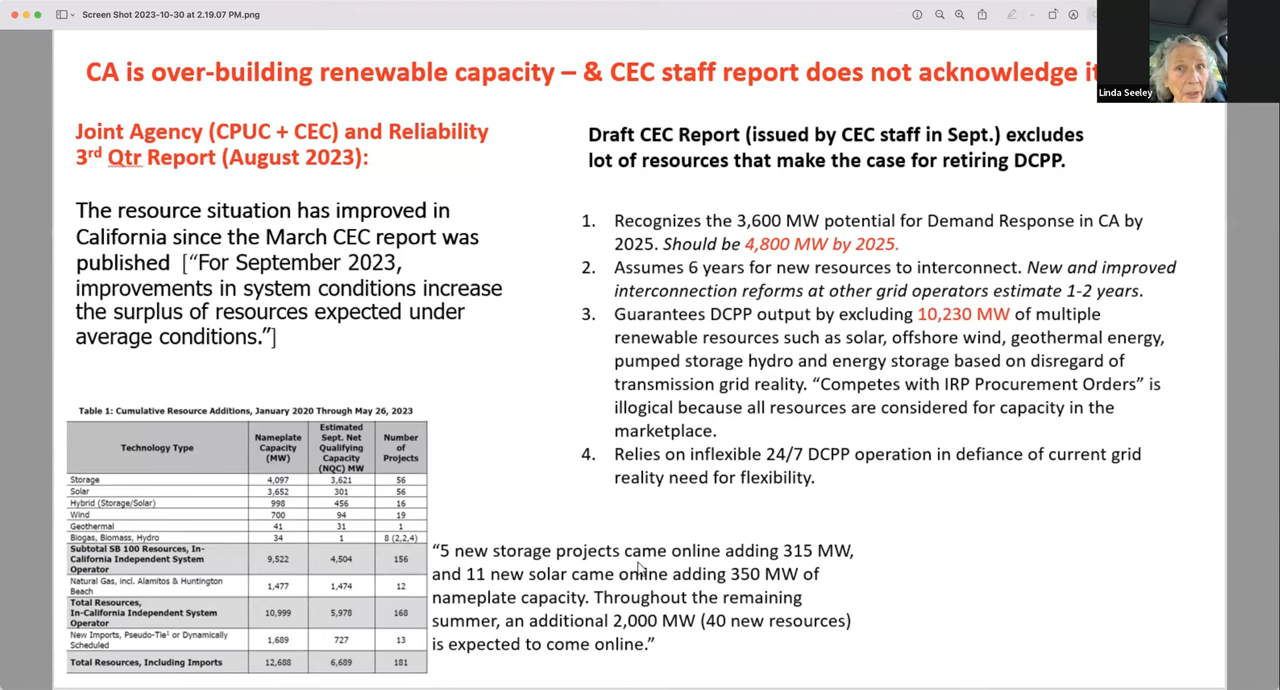 Screen Shot 2023-10-30 at 2.19.07 PM.png
CA is over-building renewable capacity – & CEC staff report does not acknowledge it
Linda Seeley
Joint Agency (CPUC + CEC) and Reliability
3rd Qtr Report (August 2023):
The resource situation has improved in
California since the March CEC report was
published [“For September 2023,
improvements in system conditions increase
the surplus of resources expected under
average conditions.”]
Draft CEC Report (issued by CEC staff in Sept.) excludes
lot of resources that make the case for retiring DCPP.
1. Recognizes the 3,600 MW potential for Demand Response in CA by
2025. Should be 4,800 MW by 2025.
2. Assumes 6 years for new resources to interconnect. New and improved
interconnection reforms at other grid operators estimate 1-2 years.
3. Guarantees DCPP output by excluding 10,230 MW of multiple
renewable resources such as solar, offshore wind, geothermal energy,
pumped storage hydro and energy storage based on disregard of
transmission grid reality. “Competes with IRP Procurement Orders” is
illogical because all resources are considered for capacity in the
marketplace.
4. Relies on inflexible 24/7 DCPP operation in defiance of current grid
reality need for flexibility.
Table 1: Cumulative Resource Additions, January 2020 Through May 26, 2023
Technology Type
Nameplate
Capacity
(MW)
Estimated
Sept. Net
Qualifying
Capacity
(NQC) MW
Number
of
Projects
Storage 4,097 3,621 56
Solar 3,652 301 56
Hybrid (Storage/Solar) 998 456 16
Wind 700 94 19
Geothermal 41 31 1
Biogas, Biomass, Hydro 34 1 8 (2,2,4)
Subtotal SB 100 Resources, In-
California Independent System
Operator
9,522 4,504 156
Natural Gas, incl. Alamitos & Huntington
Beach
1,477 1,474 12
Total Resources,
In-California Independent System
Operator
10,999 5,978 168
New Imports, Pseudo-Tie1 or Dynamically
Scheduled
1,689 727 13
Total Resources, Including Imports 12,688 6,689 181
“5 new storage projects came online adding 315 MW,
and 11 new solar came online adding 350 MW of
nameplate capacity. Throughout the remaining
summer, an additional 2,000 MW (40 new resources)
is expected to come online.”